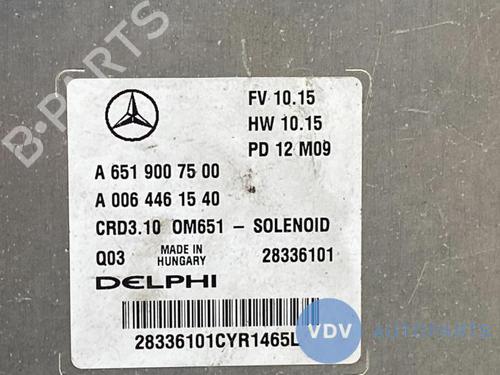 B-PARTS
FV 10.15
HW 10.15
PD 12 M09
A 651 900 75 00
A 006 446 15 40
CRD3.10 OM651 - SOLENOID
Q03 MADE IN HUNGARY 28336101
DELPHI
28336101CYR1465L
VDV AUTOPARTS